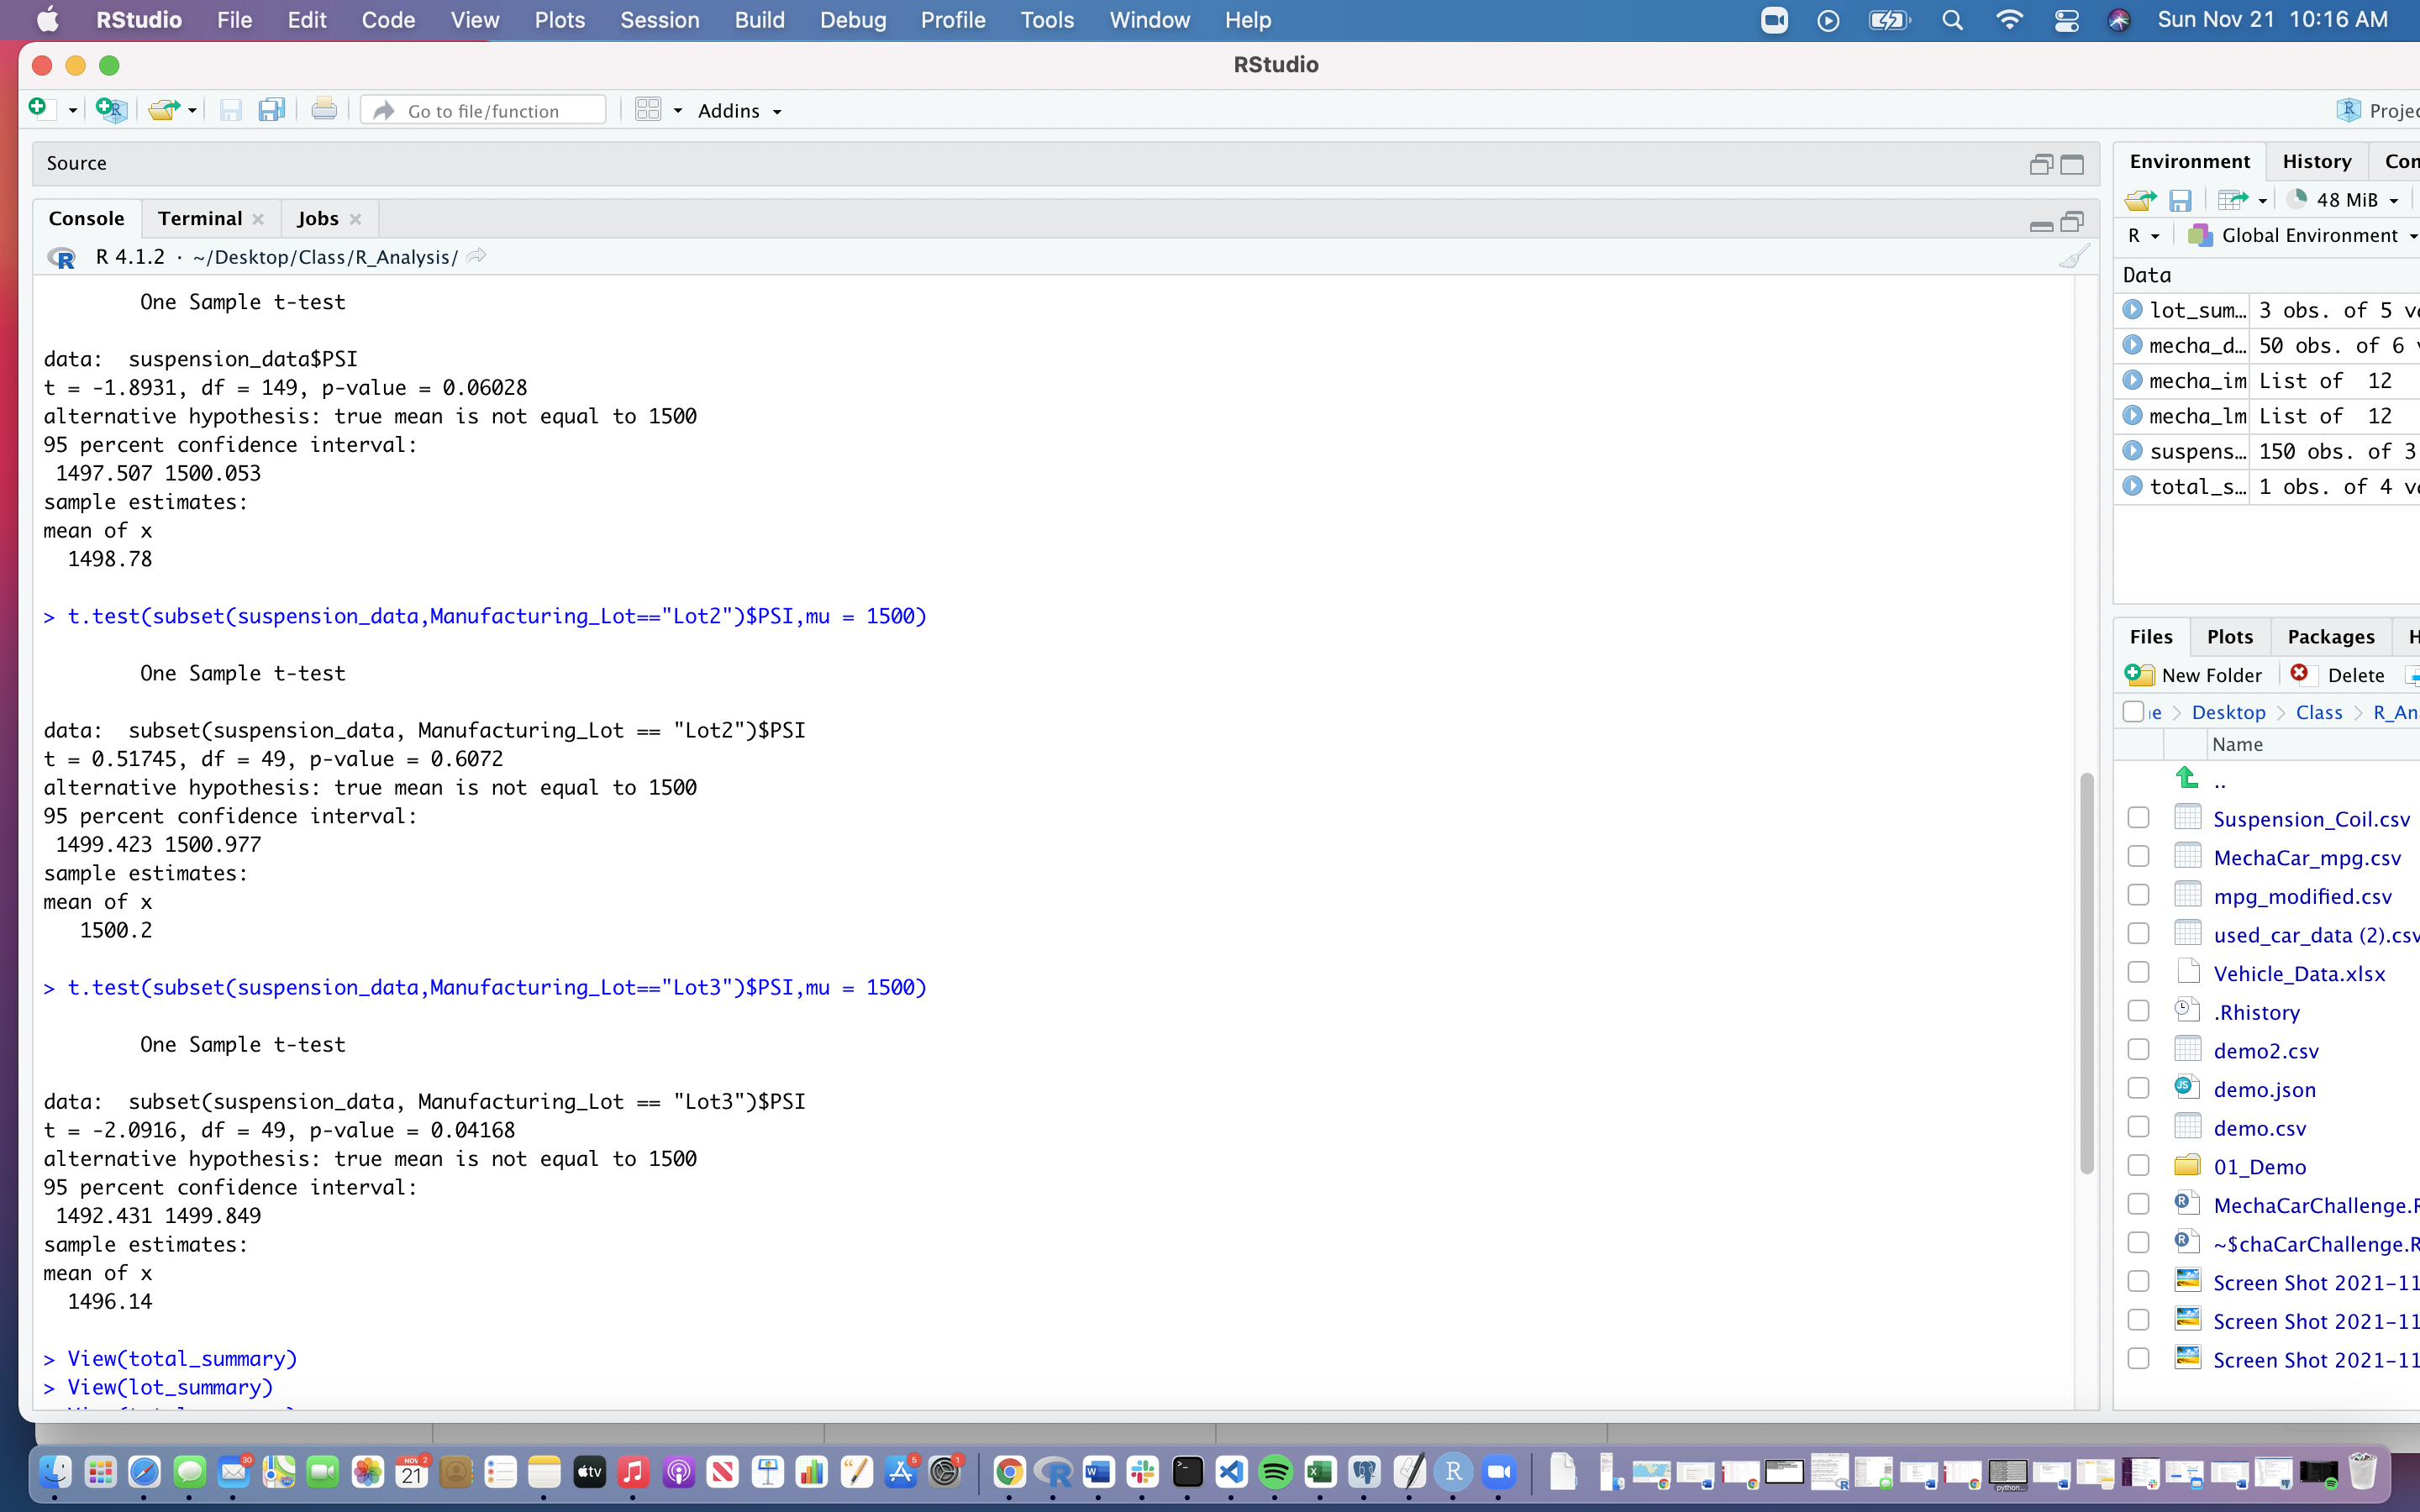 RStudio File Edit Code View Plots Session Build Debug Profile Tools Window Help Sun Nov 21 10:16 AM
RStudio
Go to file/function Addins
Source
Console Terminal Jobs
R 4.1.2 · ~/Desktop/Class/R_Analysis/
One Sample t-test
data: suspension_data$PSI
t = -1.8931, df = 149, p-value = 0.06028
alternative hypothesis: true mean is not equal to 1500
95 percent confidence interval:
1497.507 1500.053
sample estimates:
mean of x
1498.78
> t.test(subset(suspension_data,Manufacturing_Lot=="Lot2")$PSI,mu = 1500)
One Sample t-test
data: subset(suspension_data, Manufacturing_Lot == "Lot2")$PSI
t = 0.51745, df = 49, p-value = 0.6072
alternative hypothesis: true mean is not equal to 1500
95 percent confidence interval:
1499.423 1500.977
sample estimates:
mean of x
1500.2
> t.test(subset(suspension_data,Manufacturing_Lot=="Lot3")$PSI,mu = 1500)
One Sample t-test
data: subset(suspension_data, Manufacturing_Lot == "Lot3")$PSI
t = -2.0916, df = 49, p-value = 0.04168
alternative hypothesis: true mean is not equal to 1500
95 percent confidence interval:
1492.431 1499.849
sample estimates:
mean of x
1496.14
> View(total_summary)
> View(lot_summary)
Projec
Environment History Con
48 MiB
R Global Environment
Data
lot_sum… 3 obs. of 5 va
mecha_d… 50 obs. of 6 v
mecha_im List of 12
mecha_lm List of 12
suspens… 150 obs. of 3
total_s… 1 obs. of 4 va
Files Plots Packages H
New Folder Delete
e Desktop Class R_An
Name
..
Suspension_Coil.csv
MechaCar_mpg.csv
mpg_modified.csv
used_car_data (2).csv
Vehicle_Data.xlsx
.Rhistory
demo2.csv
demo.json
demo.csv
01_Demo
MechaCarChallenge.R
~$chaCarChallenge.R
Screen Shot 2021-11
Screen Shot 2021-11
Screen Shot 2021-11
30
NOV 2
21
tv
5
1
python...